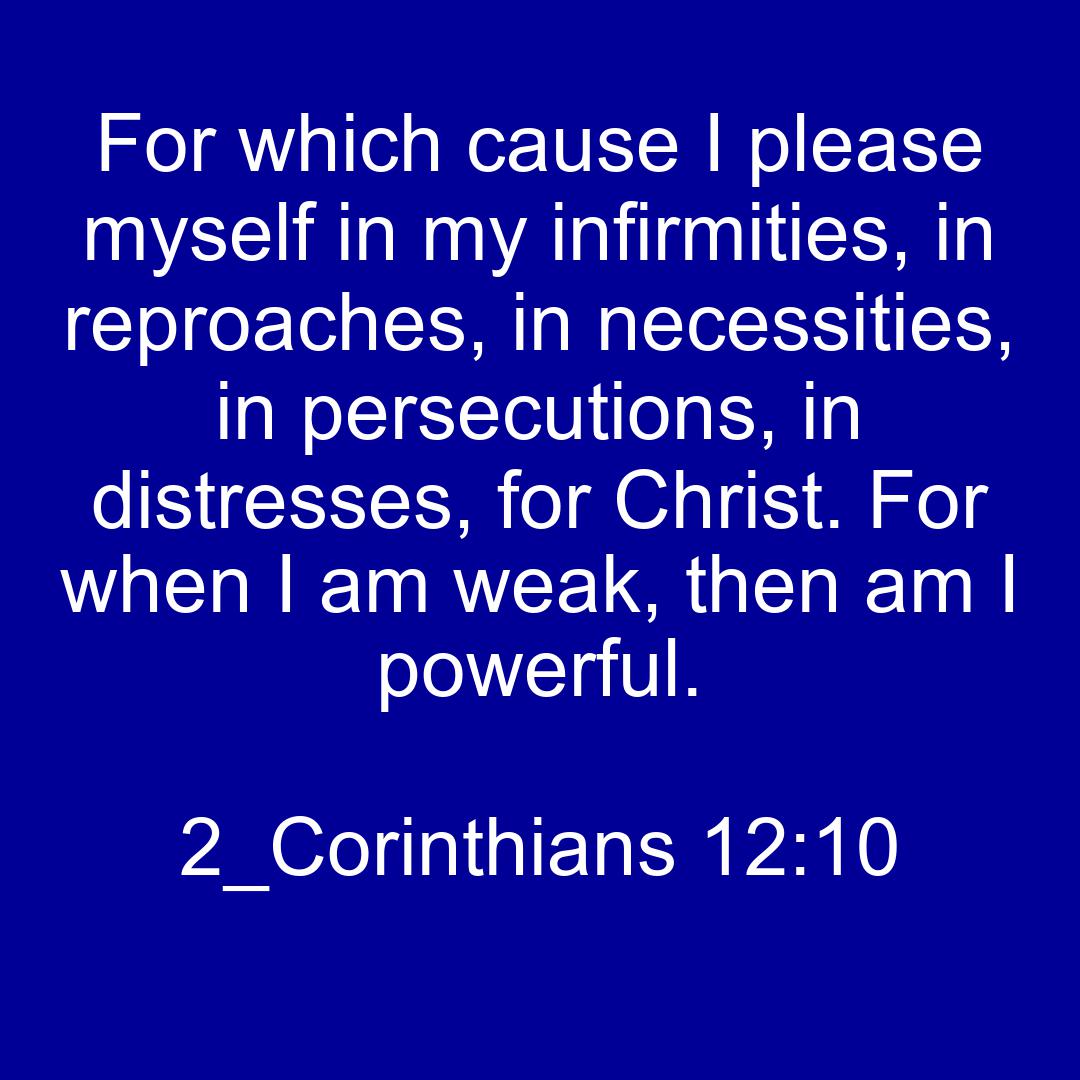 For which cause I please
myself in my infirmities, in
reproaches, in necessities,
in persecutions, in
distresses, for Christ. For
when I am weak, then am I
powerful.
2_Corinthians 12:10